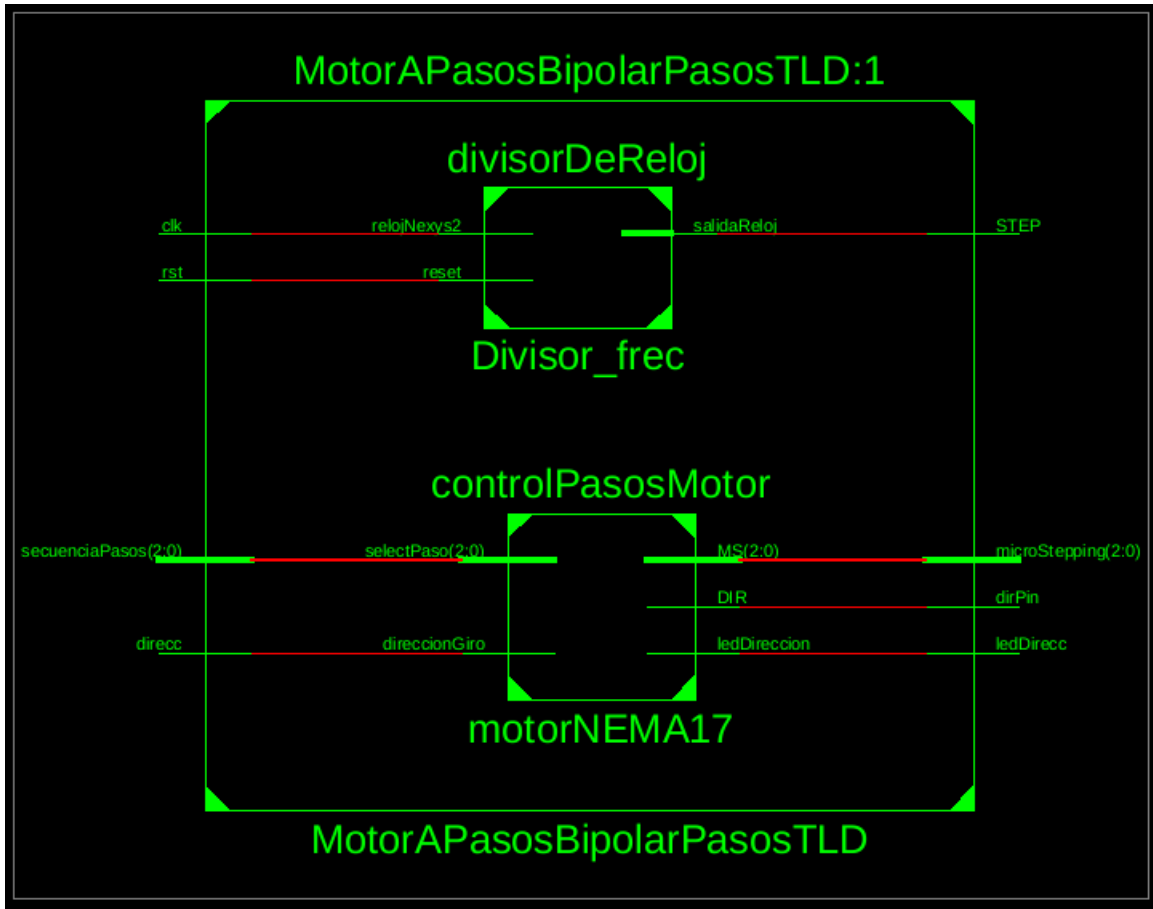 MotorAPasosBipolarPasosTLD:1
divisorDeReloj
clk relojNexys2 salidaReloj STEP
rst reset
Divisor_frec
controlPasosMotor
secuenciaPasos(2:0) selectPaso(2:0) MS(2:0) microStepping(2:0)
DIR dirPin
direcc direccionGiro ledDireccion ledDirecc
motorNEMA17
MotorAPasosBipolarPasosTLD